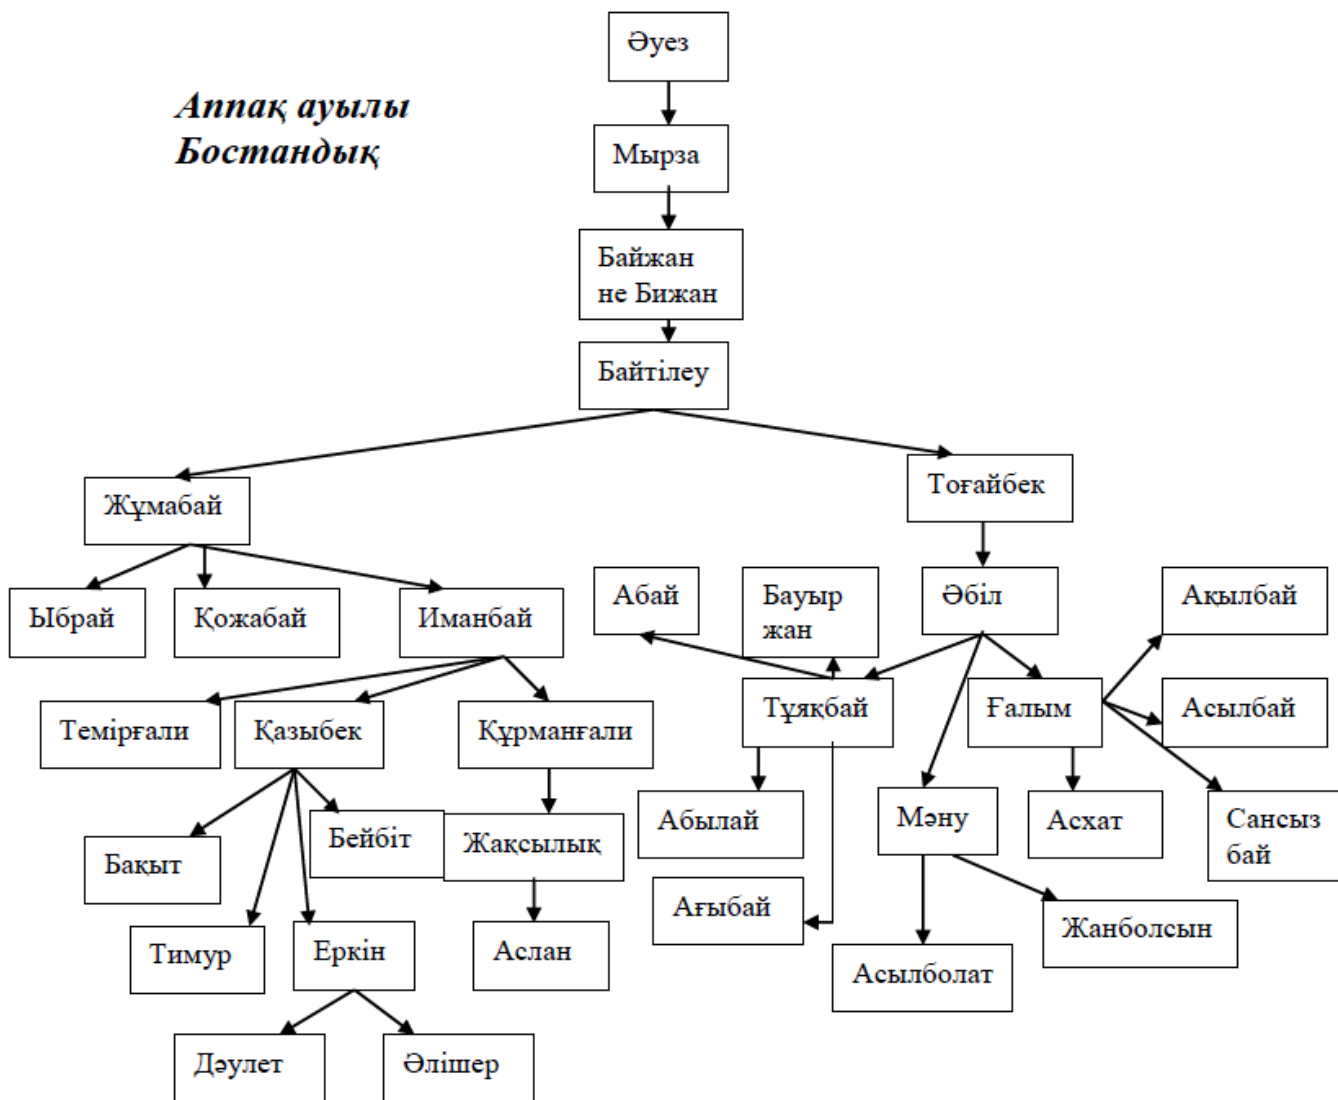 Әуез
Аппақ ауылы
Бостандық
Мырза
Байжан
не Бижан
Байтілеу
Жұмабай
Тоғайбек
Ыбрай
Қожабай
Иманбай
Абай
Бауыр
жан
Әбіл
Ақылбай
Темірғали
Қазыбек
Құрманғали
Тұяқбай
Ғалым
Асылбай
Бақыт
Бейбіт
Жақсылық
Абылай
Мәну
Асхат
Сансыз
бай
Тимур
Еркін
Аслан
Ағыбай
Асылболат
Жанболсын
Дәулет
Әлішер